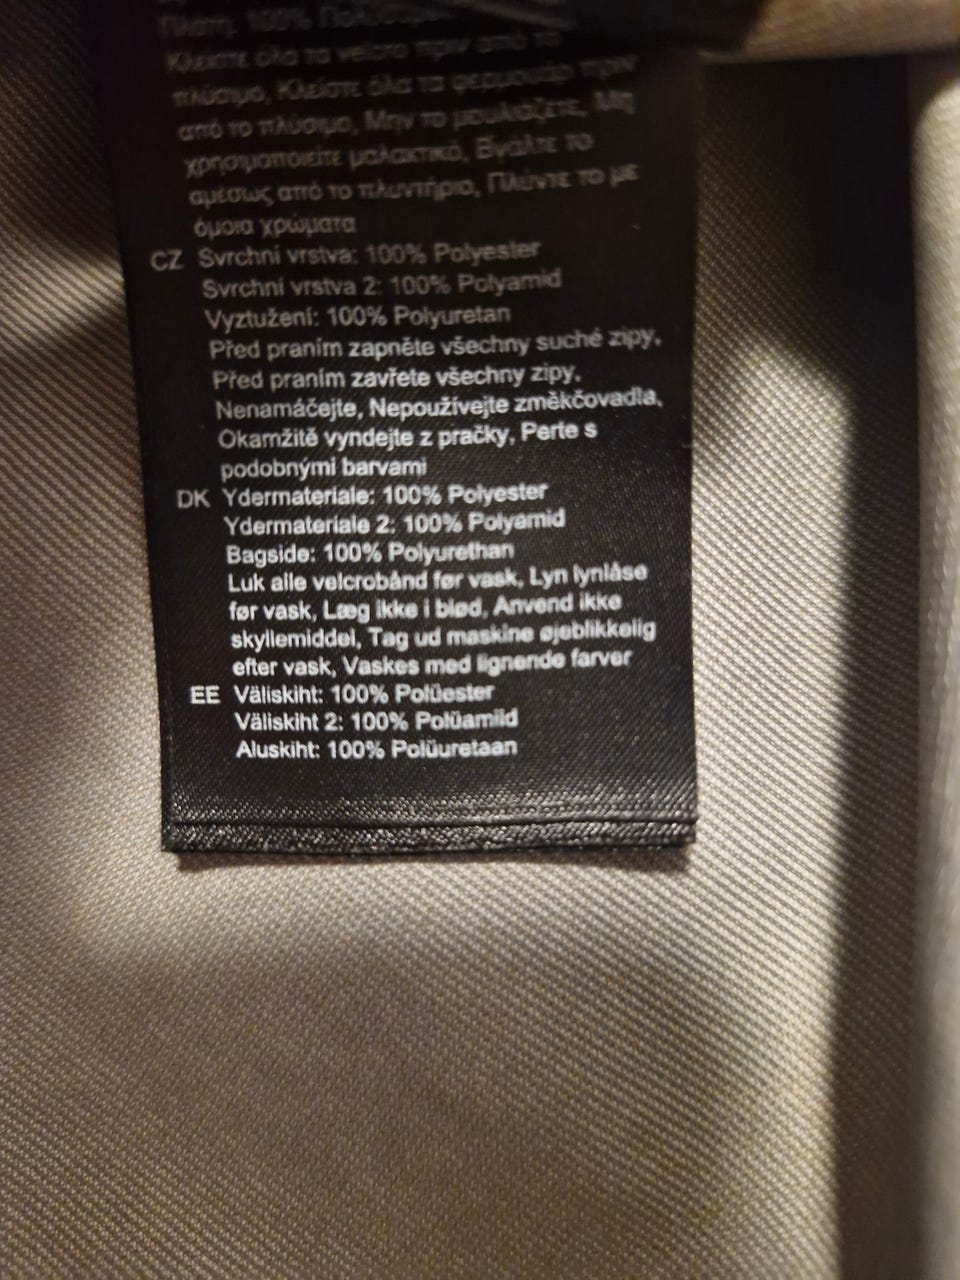 Πλάτη: 100%
Κλείστε όλα τα velcro πριν από το
πλύσιμο, Κλείστε όλα τα φερμουάρ πριν
από το πλύσιμο, Μην το μουλιάζετε, Μη
χρησιμοποιείτε μαλακτικό, Βγάλτε το
αμέσως από το πλυντήριο, Πλύντε το με
όμοια χρώματα
CZ Svrchní vrstva: 100% Polyester
Svrchní vrstva 2: 100% Polyamid
Vyztužení: 100% Polyuretan
Před praním zapněte všechny suché zipy,
Před praním zavřete všechny zipy,
Nenamáčejte, Nepoužívejte změkčovadla,
Okamžitě vyndejte z pračky, Perte s
podobnými barvami
DK Ydermateriale: 100% Polyester
Ydermateriale 2: 100% Polyamid
Bagside: 100% Polyurethan
Luk alle velcrobånd før vask, Lyn lynlåse
før vask, Læg ikke i blød, Anvend ikke
skyllemiddel, Tag ud maskine øjeblikkelig
efter vask, Vaskes med lignende farver
EE Väliskiht: 100% Polüester
Väliskiht 2: 100% Polüamiid
Aluskiht: 100% Polüuretaan